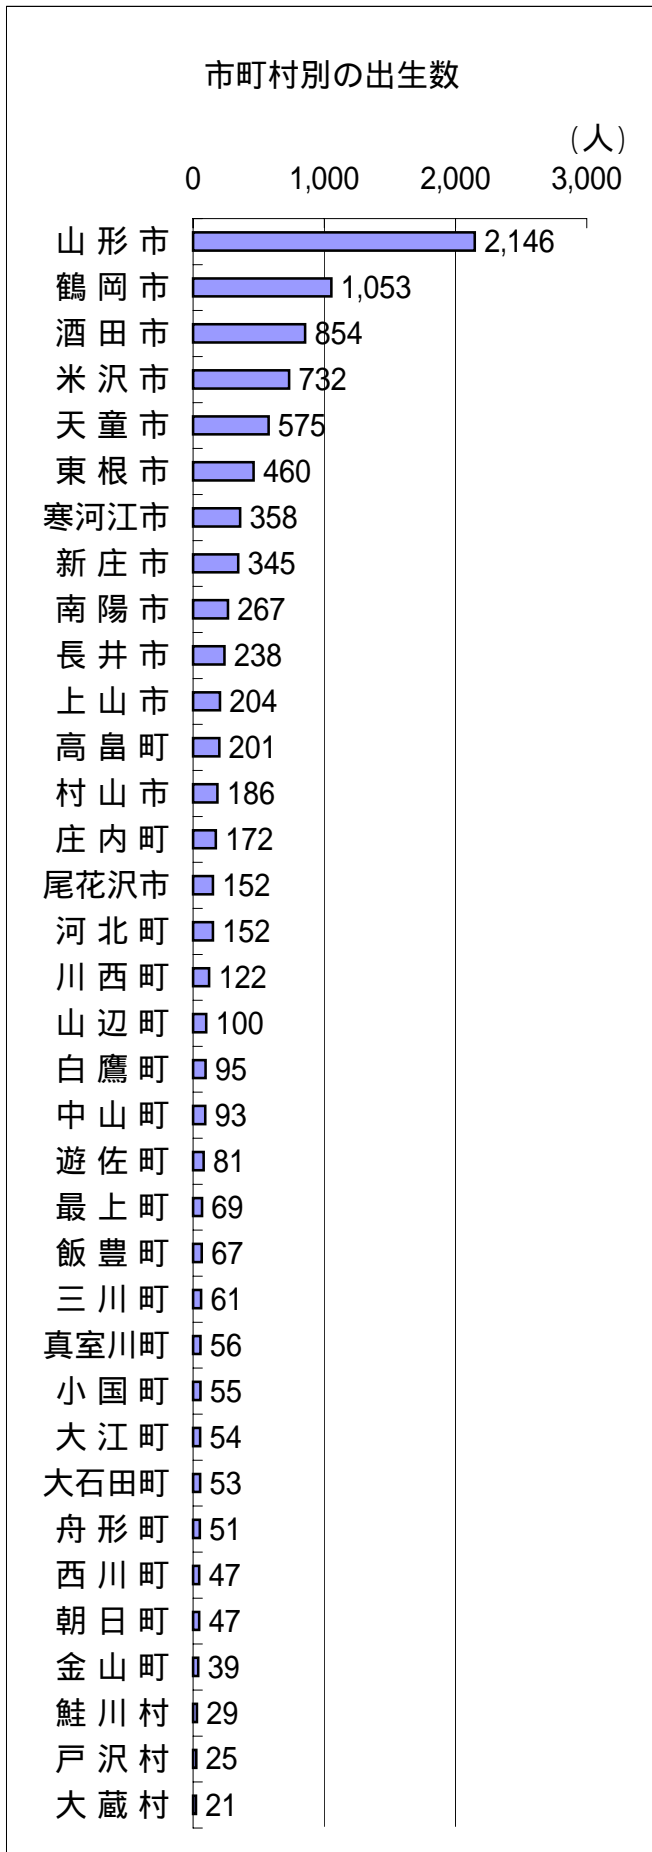 市町村別の出生数
(人)
0 1,000 2,000 3,000
山形市 2,146
鶴岡市 1,053
酒田市 854
米沢市 732
天童市 575
東根市 460
寒河江市 358
新庄市 345
南陽市 267
長井市 238
上山市 204
高畠町 201
村山市 186
庄内町 172
尾花沢市 152
河北町 152
川西町 122
山辺町 100
白鷹町 95
中山町 93
遊佐町 81
最上町 69
飯豊町 67
三川町 61
真室川町 56
小国町 55
大江町 54
大石田町 53
舟形町 51
西川町 47
朝日町 47
金山町 39
鮭川村 29
戸沢村 25
大蔵村 21